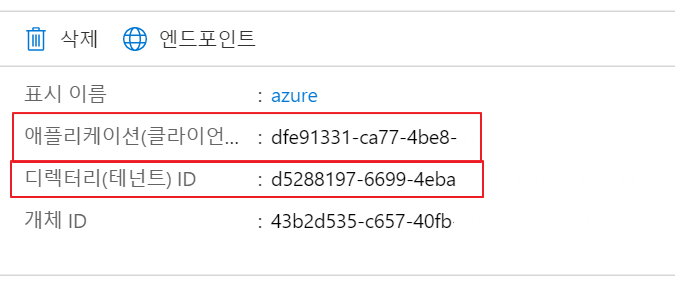 삭제 엔드포인트
표시 이름 : azure
애플리케이션(클라이언... : dfe91331-ca77-4be8-
디렉터리(테넌트) ID : d5288197-6699-4eba
개체 ID : 43b2d535-c657-40fb